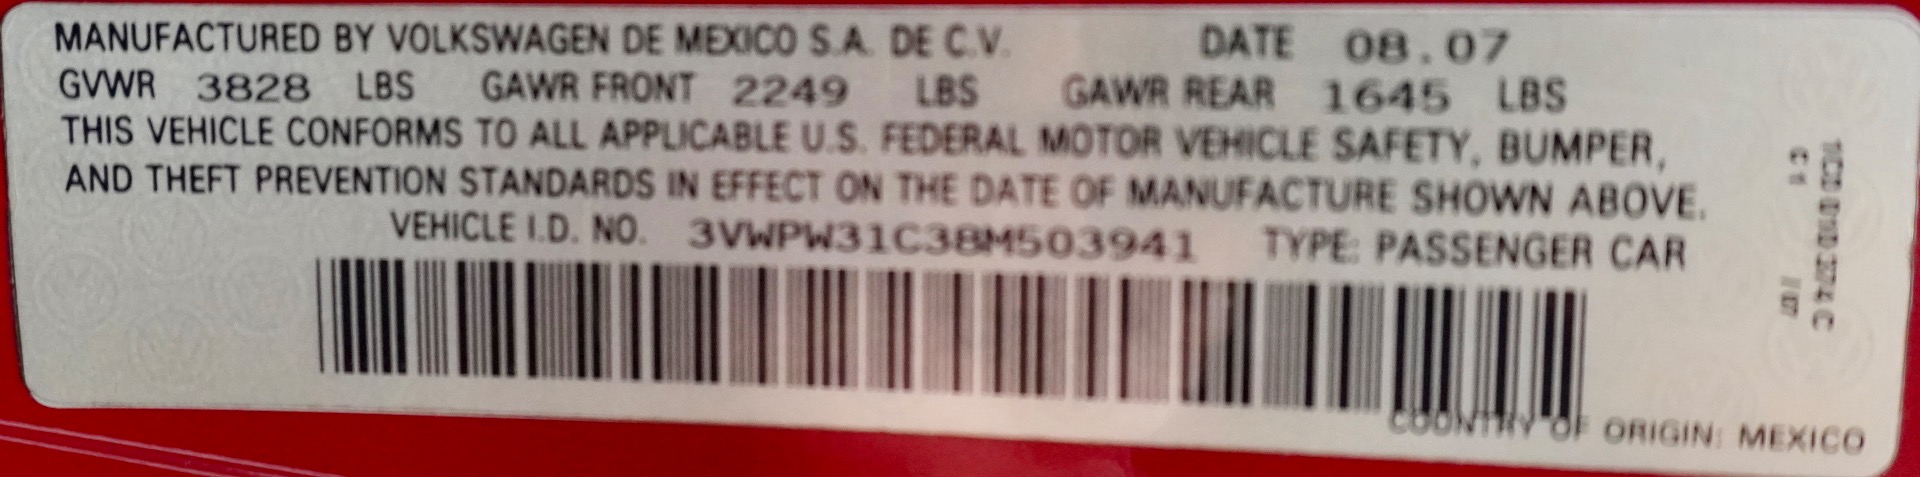 MANUFACTURED BY VOLKSWAGEN DE MEXICO S.A. DE C.V. DATE 08.07
GVWR 3828 LBS GAWR FRONT 2249 LBS GAWR REAR 1645 LBS
THIS VEHICLE CONFORMS TO ALL APPLICABLE U.S. FEDERAL MOTOR VEHICLE SAFETY, BUMPER,
AND THEFT PREVENTION STANDARDS IN EFFECT ON THE DATE OF MANUFACTURE SHOWN ABOVE.
VEHICLE I.D. NO. 3VWPW31C38M503941 TYPE: PASSENGER CAR
COUNTRY OF ORIGIN: MEXICO